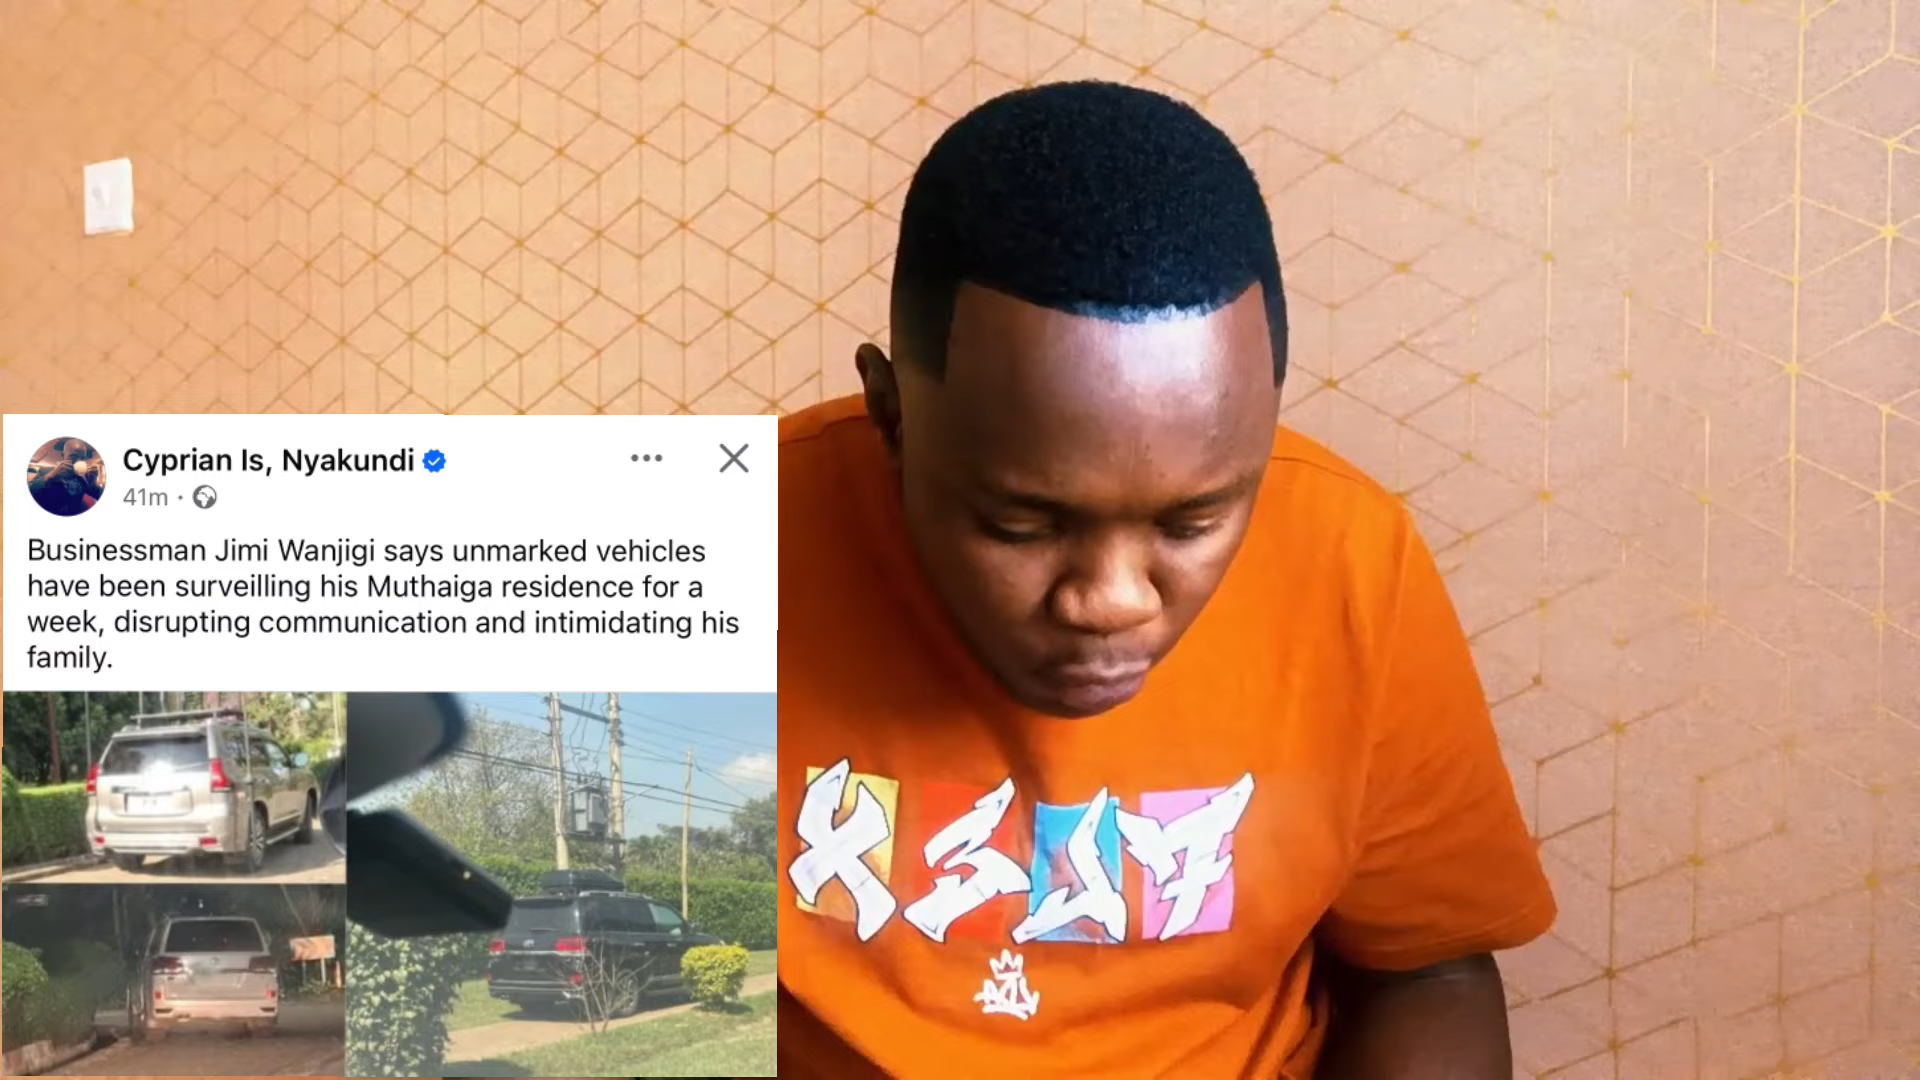 Cyprian Is, Nyakundi
41m
Businessman Jimi Wanjigi says unmarked vehicles
have been surveilling his Muthaiga residence for a
week, disrupting communication and intimidating his
family.